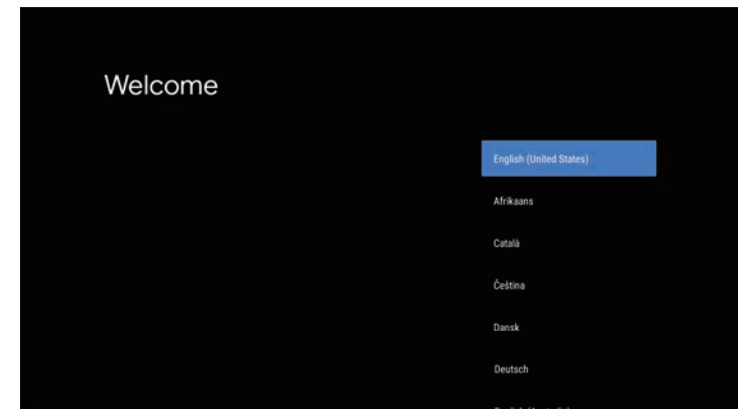 Welcome
English (United States)
Afrikaans
Català
Čeština
Dansk
Deutsch